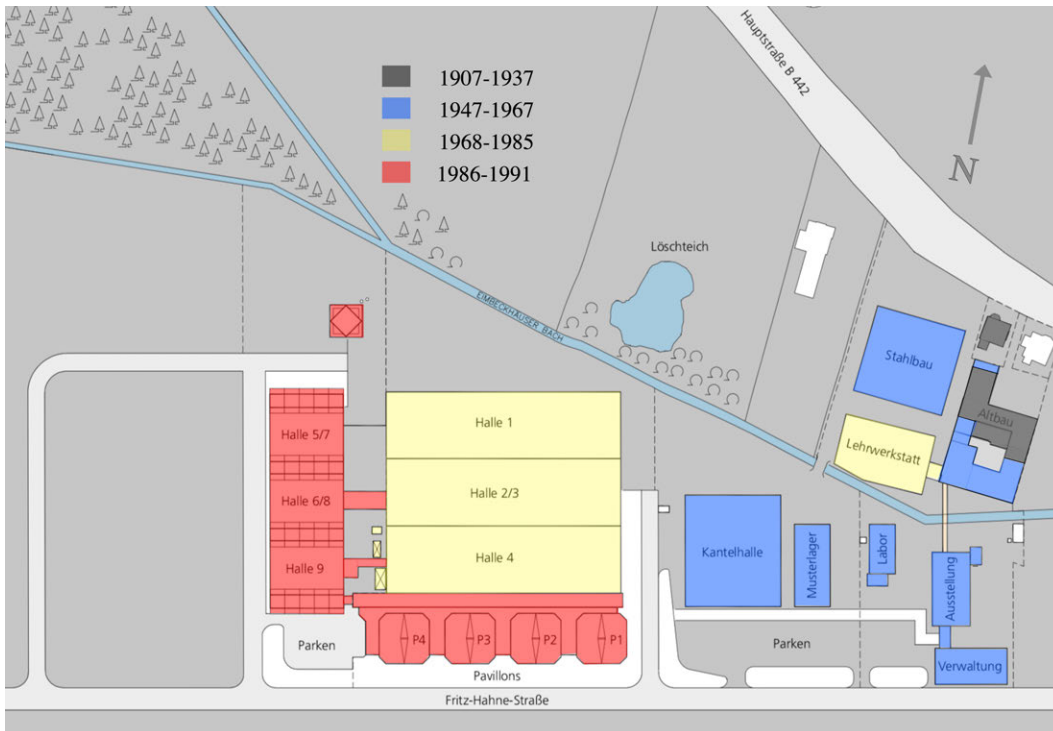 Hauptstraße B 442
1907-1937
1947-1967
1968-1985
1986-1991
N
Löschteich
EIMBECKHÄUSER BACH
Stahlbau
Altbau
Halle 1
Halle 5/7
Lehrwerkstatt
Halle 2/3
Halle 6/8
Halle 4
Halle 9
Kantelhalle
Musterlager
Labor
Ausstellung
P4
P3
P2
P1
Parken
Parken
Pavillons
Verwaltung
Fritz-Hahne-Straße